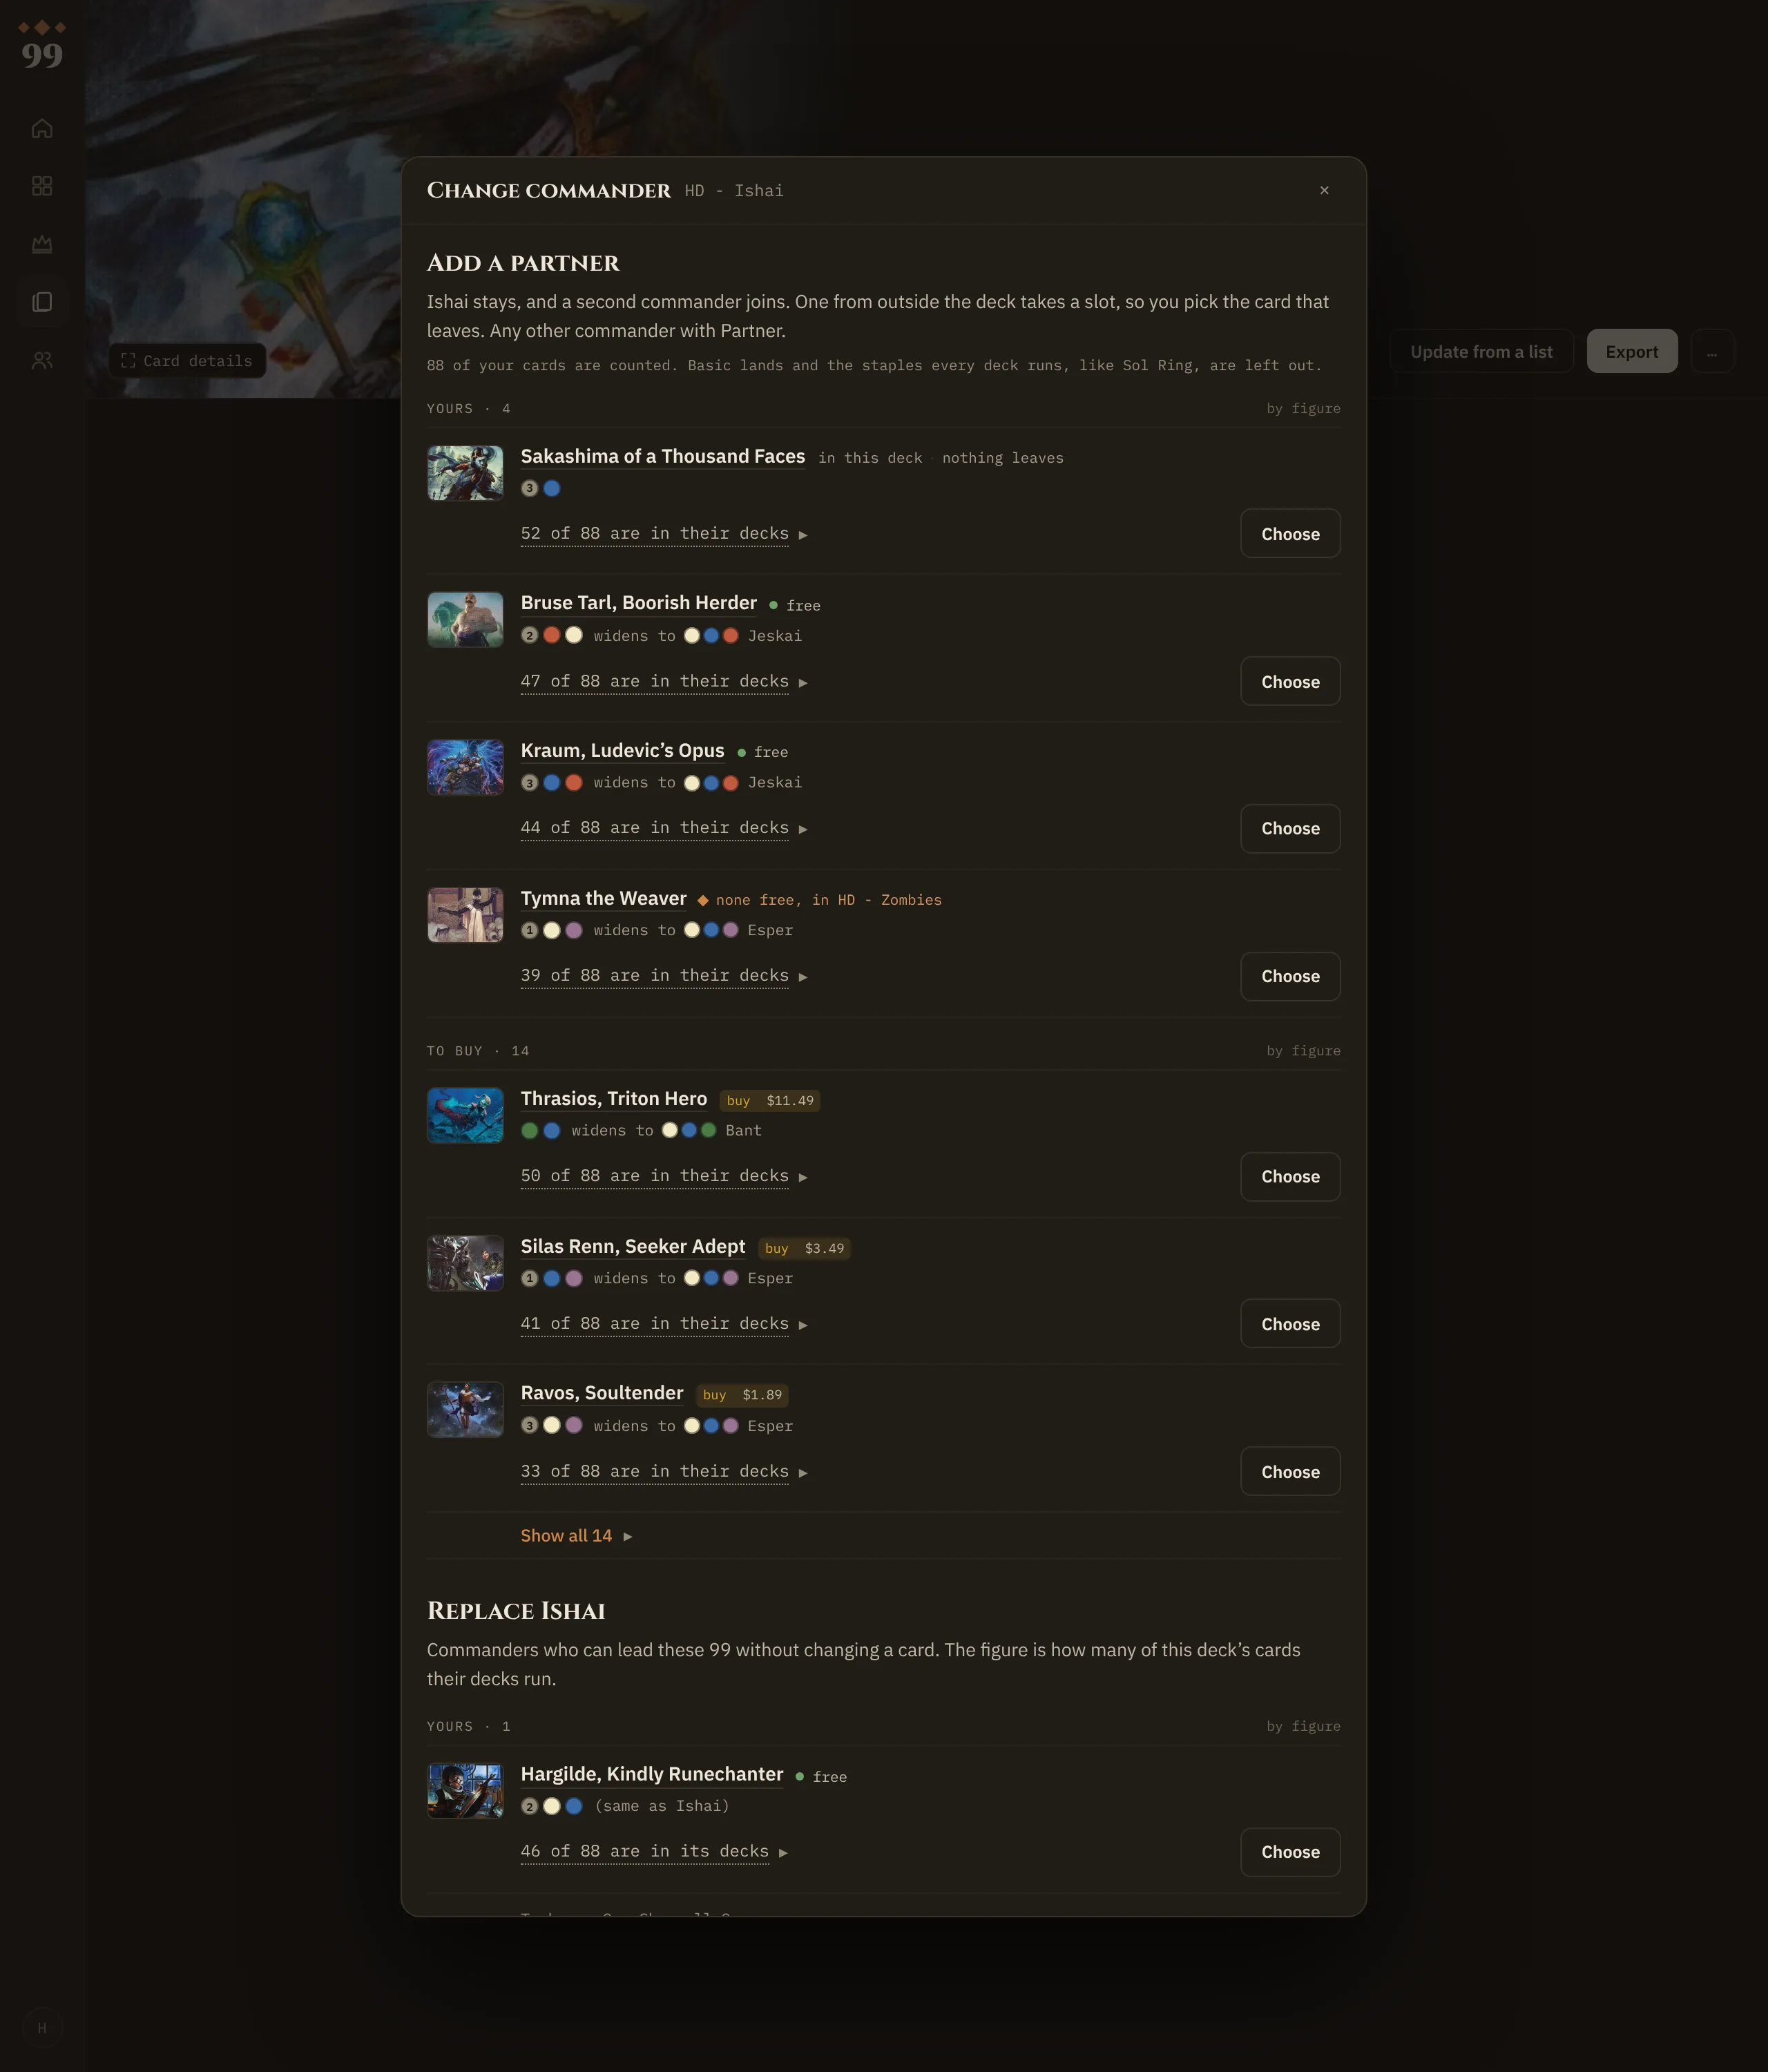 99
Card details
Update from a list
Export
...
Change commander HD - Ishai ×
Add a partner
Ishai stays, and a second commander joins. One from outside the deck takes a slot, so you pick the card that
leaves. Any other commander with Partner.
88 of your cards are counted. Basic lands and the staples every deck runs, like Sol Ring, are left out.
YOURS · 4 by figure
Sakashima of a Thousand Faces in this deck · nothing leaves
3
52 of 88 are in their decks ▸
Choose
Bruse Tarl, Boorish Herder free
2 widens to Jeskai
47 of 88 are in their decks ▸
Choose
Kraum, Ludevic’s Opus free
3 widens to Jeskai
44 of 88 are in their decks ▸
Choose
Tymna the Weaver ◆ none free, in HD - Zombies
1 widens to Esper
39 of 88 are in their decks ▸
Choose
TO BUY · 14 by figure
Thrasios, Triton Hero buy $11.49
widens to Bant
50 of 88 are in their decks ▸
Choose
Silas Renn, Seeker Adept buy $3.49
1 widens to Esper
41 of 88 are in their decks ▸
Choose
Ravos, Soultender buy $1.89
3 widens to Esper
33 of 88 are in their decks ▸
Choose
Show all 14 ▸
Replace Ishai
Commanders who can lead these 99 without changing a card. The figure is how many of this deck’s cards
their decks run.
YOURS · 1 by figure
Hargilde, Kindly Runechanter free
2 (same as Ishai)
46 of 88 are in its decks ▸
Choose
H